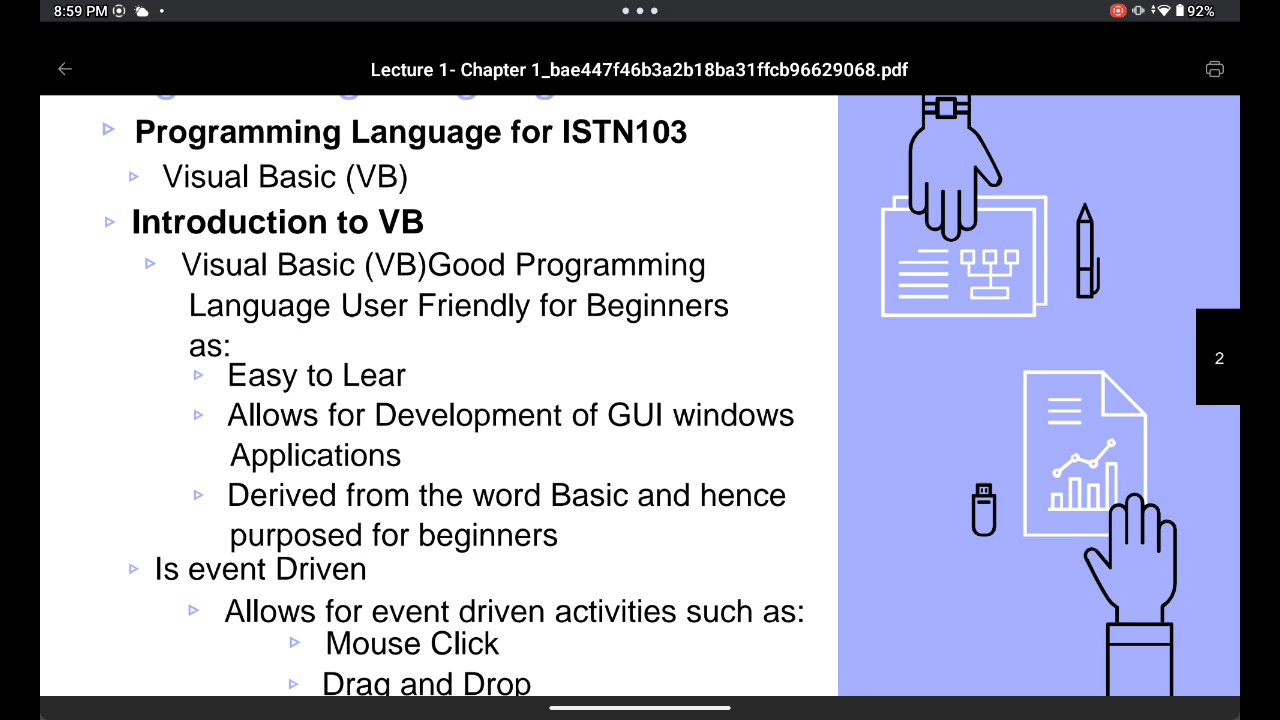 8:59 PM
92%
Lecture 1- Chapter 1_bae447f46b3a2b18ba31ffcb96629068.pdf
Programming Language for ISTN103
Visual Basic (VB)
Introduction to VB
Visual Basic (VB)Good Programming
Language User Friendly for Beginners
as:
Easy to Lear
Allows for Development of GUI windows
Applications
Derived from the word Basic and hence
purposed for beginners
Is event Driven
Allows for event driven activities such as:
Mouse Click
Drag and Drop
2